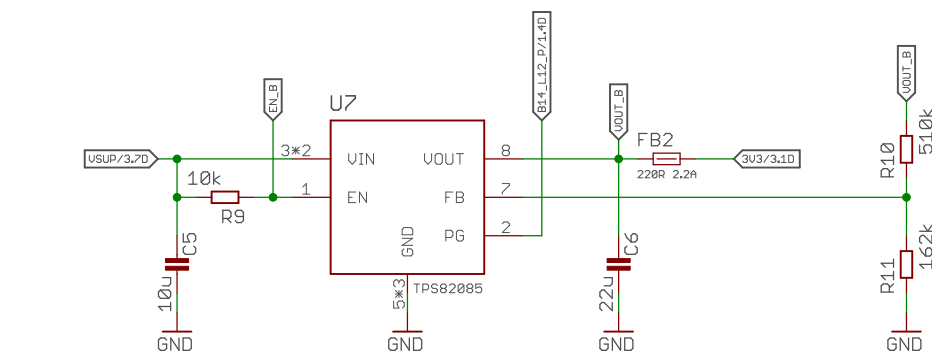 B14_L12_P/1.4D
VOUT_B
EN_B
VOUT_B
U7
510k
R10
FB2
VSUP/3.7D
3*2
VIN
VOUT
8
220R 2.2A
3V3/3.1D
10k
R9
1
EN
FB
7
GND
PG
2
C5
10u
C6
22u
162k
R11
5*3
TPS82085
GND
GND
GND
GND